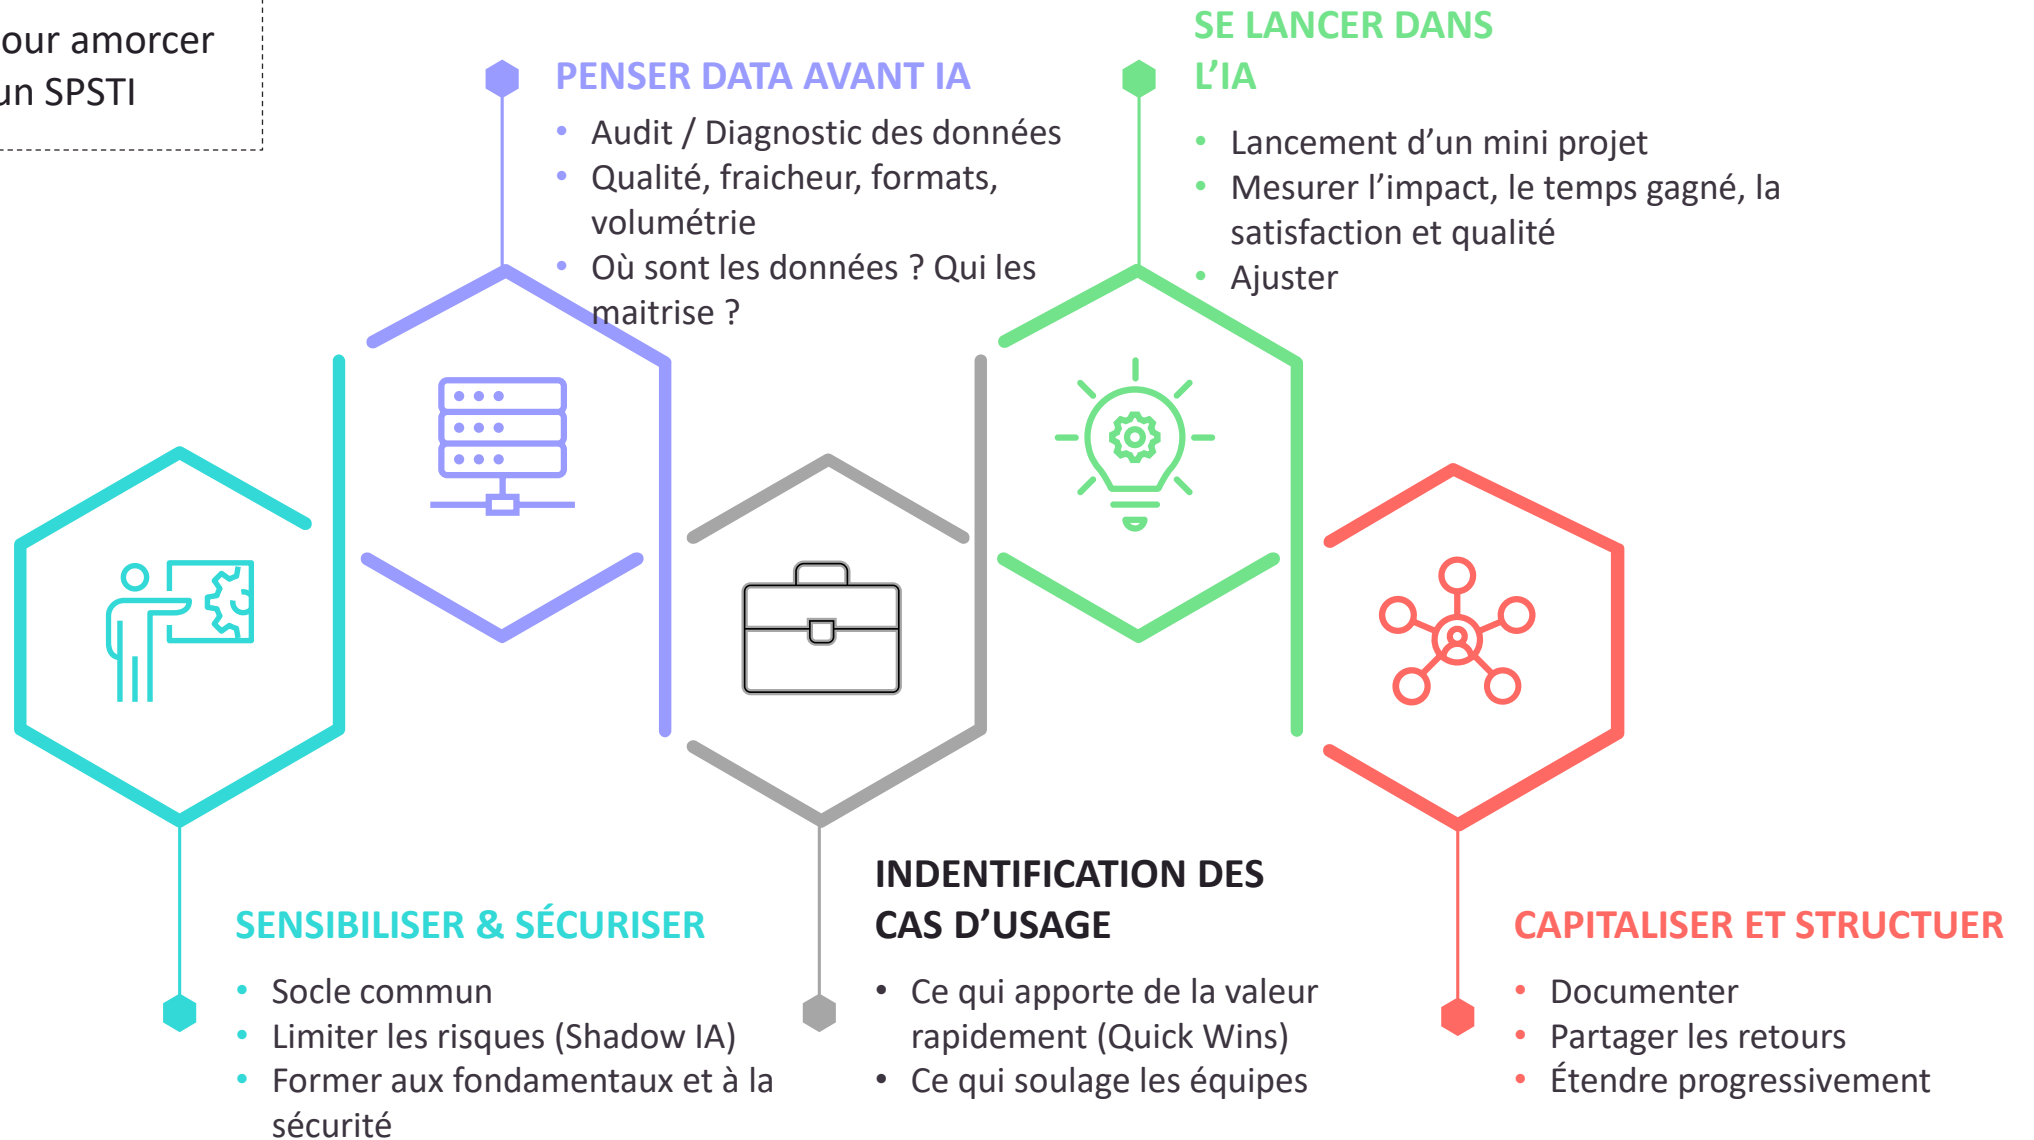 our amorcer
un SPSTI
PENSER DATA AVANT IA
• Audit / Diagnostic des données
• Qualité, fraicheur, formats,
volumétrie
• Où sont les données ? Qui les
maitrise ?
SE LANCER DANS
L’IA
• Lancement d’un mini projet
• Mesurer l’impact, le temps gagné, la
satisfaction et qualité
• Ajuster
SENSIBILISER & SÉCURISER
• Socle commun
• Limiter les risques (Shadow IA)
• Former aux fondamentaux et à la
sécurité
INDENTIFICATION DES
CAS D’USAGE
• Ce qui apporte de la valeur
rapidement (Quick Wins)
• Ce qui soulage les équipes
CAPITALISER ET STRUCTUER
• Documenter
• Partager les retours
• Étendre progressivement